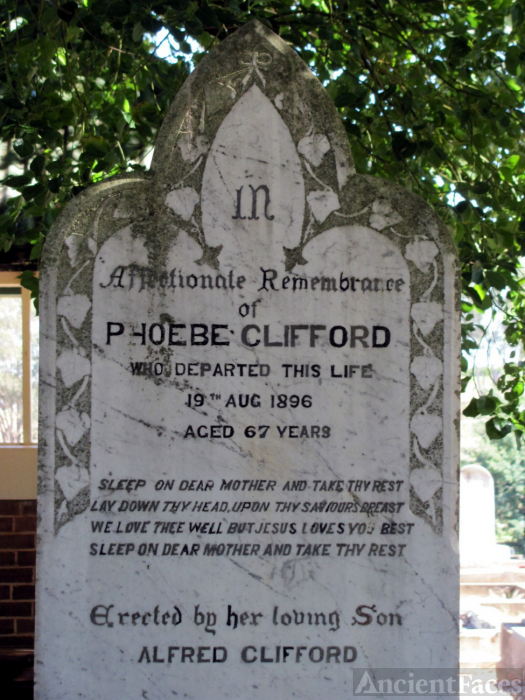 In
Affectionate Remembrance
of
PHOEBE CLIFFORD
WHO DEPARTED THIS LIFE
19TH AUG 1896
AGED 67 YEARS
SLEEP ON DEAR MOTHER AND TAKE THY REST
LAY DOWN THY HEAD, UPON THY SAVIOURS BREAST
WE LOVE THEE WELL BUT JESUS LOVES YOU BEST
SLEEP ON DEAR MOTHER AND TAKE THY REST
Erected by her loving Son
ALFRED CLIFFORD
AncientFaces